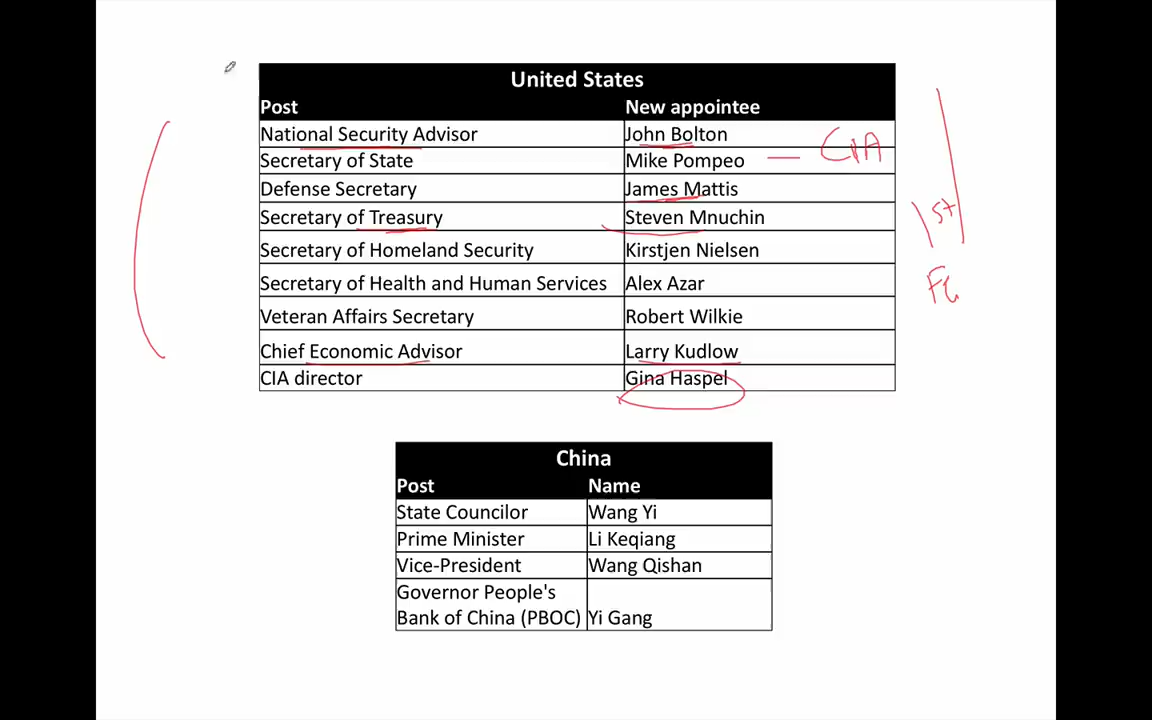 United States
Post New appointee
National Security Advisor John Bolton
Secretary of State Mike Pompeo — CIA
Defense Secretary James Mattis
Secretary of Treasury Steven Mnuchin 1st
Secretary of Homeland Security Kirstjen Nielsen
Secretary of Health and Human Services Alex Azar
Veteran Affairs Secretary Robert Wilkie
Chief Economic Advisor Larry Kudlow
CIA director Gina Haspel
China
Post Name
State Councilor Wang Yi
Prime Minister Li Keqiang
Vice-President Wang Qishan
Governor People's
Bank of China (PBOC) Yi Gang